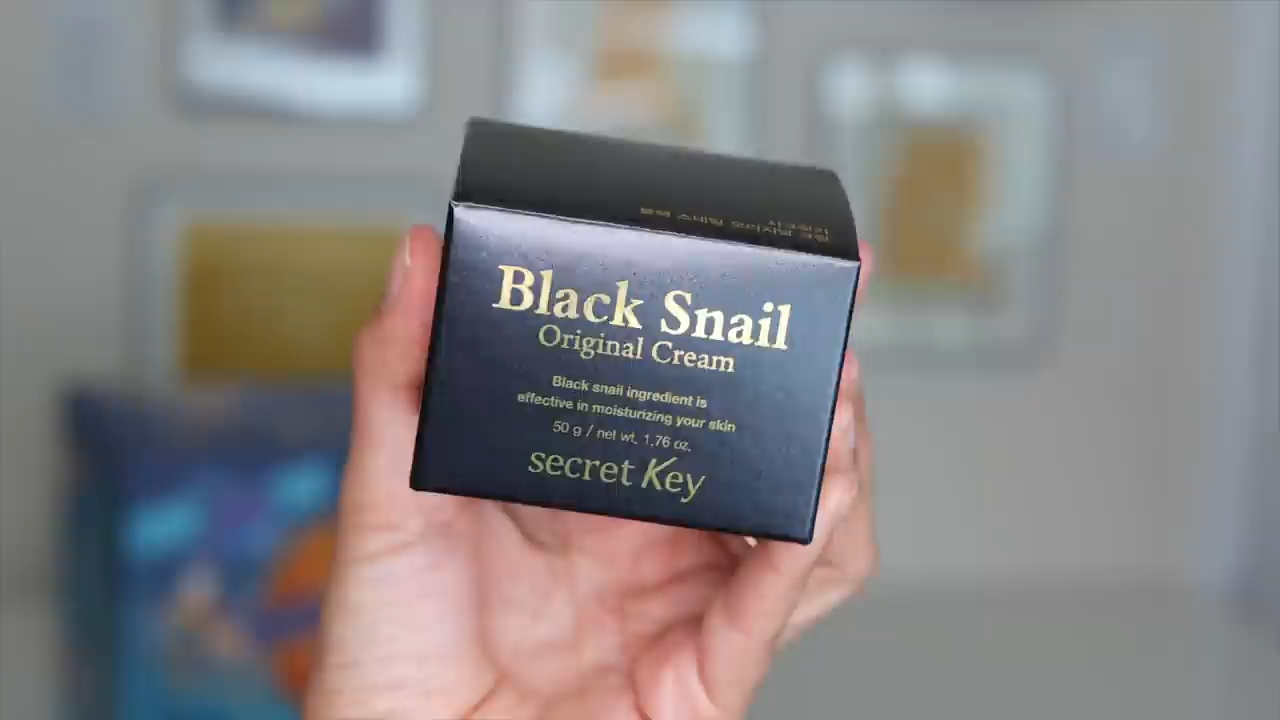 Black Snail
Original Cream
Black snail ingredient is
effective in moisturizing your skin
50 g / net wt. 1.76 oz.
secret Key